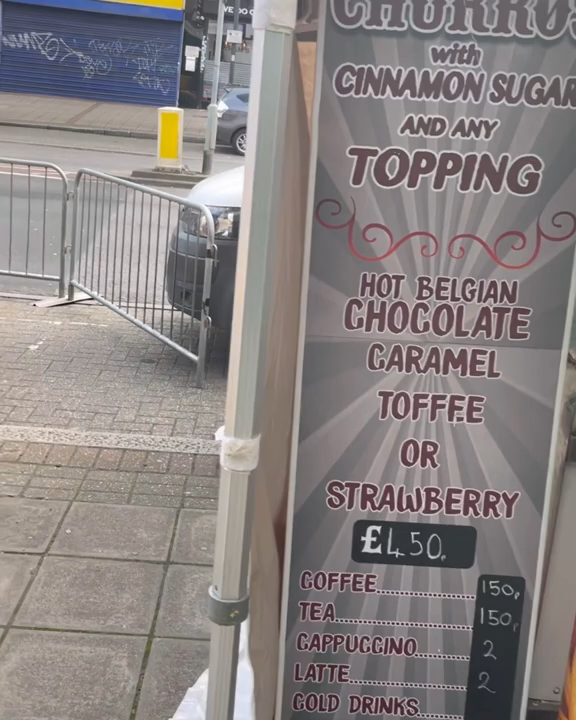 CHURROS
with
CINNAMON SUGAR
AND ANY
TOPPING
HOT BELGIAN
CHOCOLATE
CARAMEL
TOFFEE
OR
STRAWBERRY
£4.50.
COFFEE.................. 150p
TEA........................ 150p
CAPPUCCINO......... 2
LATTE..................... 2
COLD DRINKS......